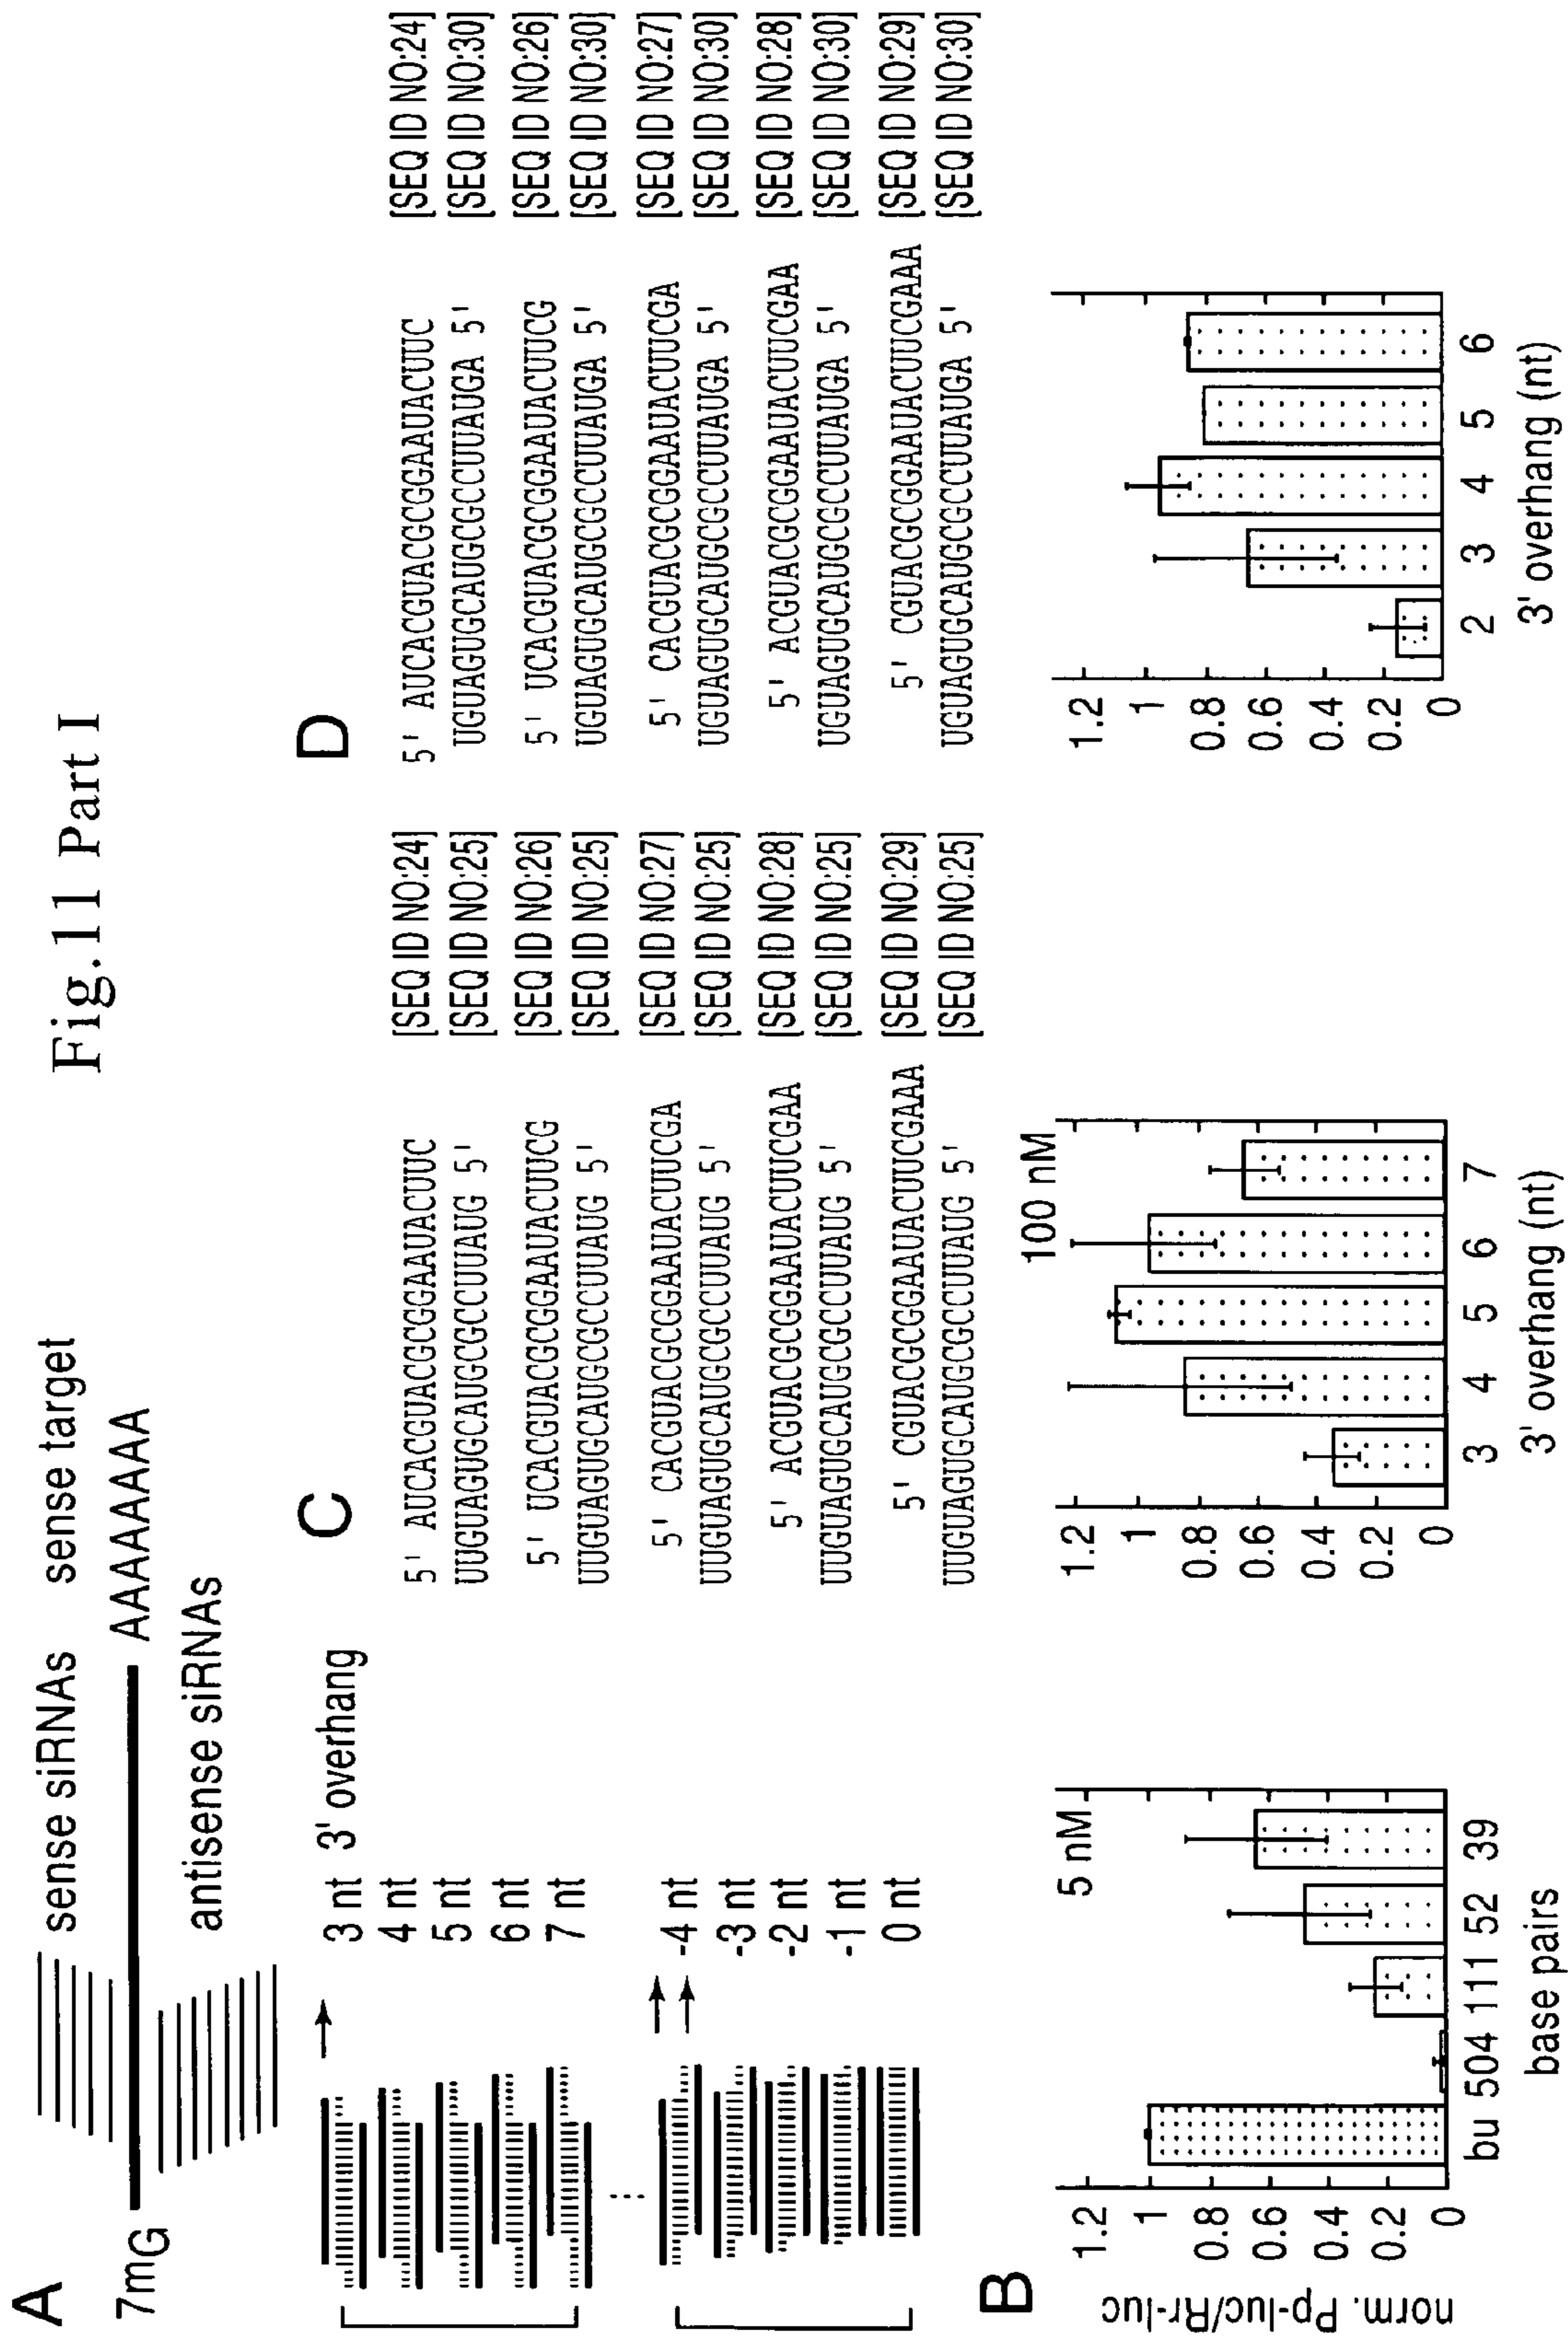 Fig.11 Part I
A
sense siRNAs sense target
7mG AAAAAAAA
antisense siRNAs
3 nt 3' overhang
4 nt
5 nt
6 nt
7 nt
-4 nt
-3 nt
-2 nt
-1 nt
0 nt
B
norm. Pp-luc/Rr-luc
1.2
1
0.8
0.6
0.4
0.2
0
5 nM
bu 504 111 52 39
base pairs
C
5' AUCACGUACGCGGAAUACUUC [SEQ ID NO:24]
UUGUAGUGCAUGCGCCUUAUG 5' [SEQ ID NO:25]
5' UCACGUACGCGGAAUACUUCG [SEQ ID NO:26]
UUGUAGUGCAUGCGCCUUAUG 5' [SEQ ID NO:25]
5' CACGUACGCGGAAUACUUCGA [SEQ ID NO:27]
UUGUAGUGCAUGCGCCUUAUG 5' [SEQ ID NO:25]
5' ACGUACGCGGAAUACUUCGAA [SEQ ID NO:28]
UUGUAGUGCAUGCGCCUUAUG 5' [SEQ ID NO:25]
5' CGUACGCGGAAUACUUCGAAA [SEQ ID NO:29]
UUGUAGUGCAUGCGCCUUAUG 5' [SEQ ID NO:25]
1.2
1
0.8
0.6
0.4
0.2
0
100 nM
3 4 5 6 7
3' overhang (nt)
D
5' AUCACGUACGCGGAAUACUUC [SEQ ID NO:24]
UGUAGUGCAUGCGCCUUAUGA 5' [SEQ ID NO:30]
5' UCACGUACGCGGAAUACUUCG [SEQ ID NO:26]
UGUAGUGCAUGCGCCUUAUGA 5' [SEQ ID NO:30]
5' CACGUACGCGGAAUACUUCGA [SEQ ID NO:27]
UGUAGUGCAUGCGCCUUAUGA 5' [SEQ ID NO:30]
5' ACGUACGCGGAAUACUUCGAA [SEQ ID NO:28]
UGUAGUGCAUGCGCCUUAUGA 5' [SEQ ID NO:30]
5' CGUACGCGGAAUACUUCGAAA [SEQ ID NO:29]
UGUAGUGCAUGCGCCUUAUGA 5' [SEQ ID NO:30]
1.2
1
0.8
0.6
0.4
0.2
0
2 3 4 5 6
3' overhang (nt)